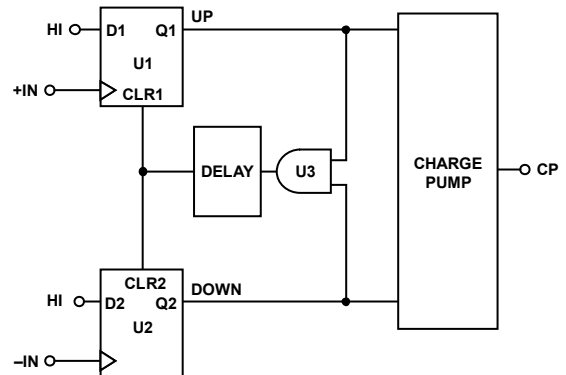 UP
HI
D1
Q1
U1
+IN
CLR1
DELAY
U3
CHARGE
PUMP
CP
CLR2
DOWN
HI
D2
Q2
U2
–IN